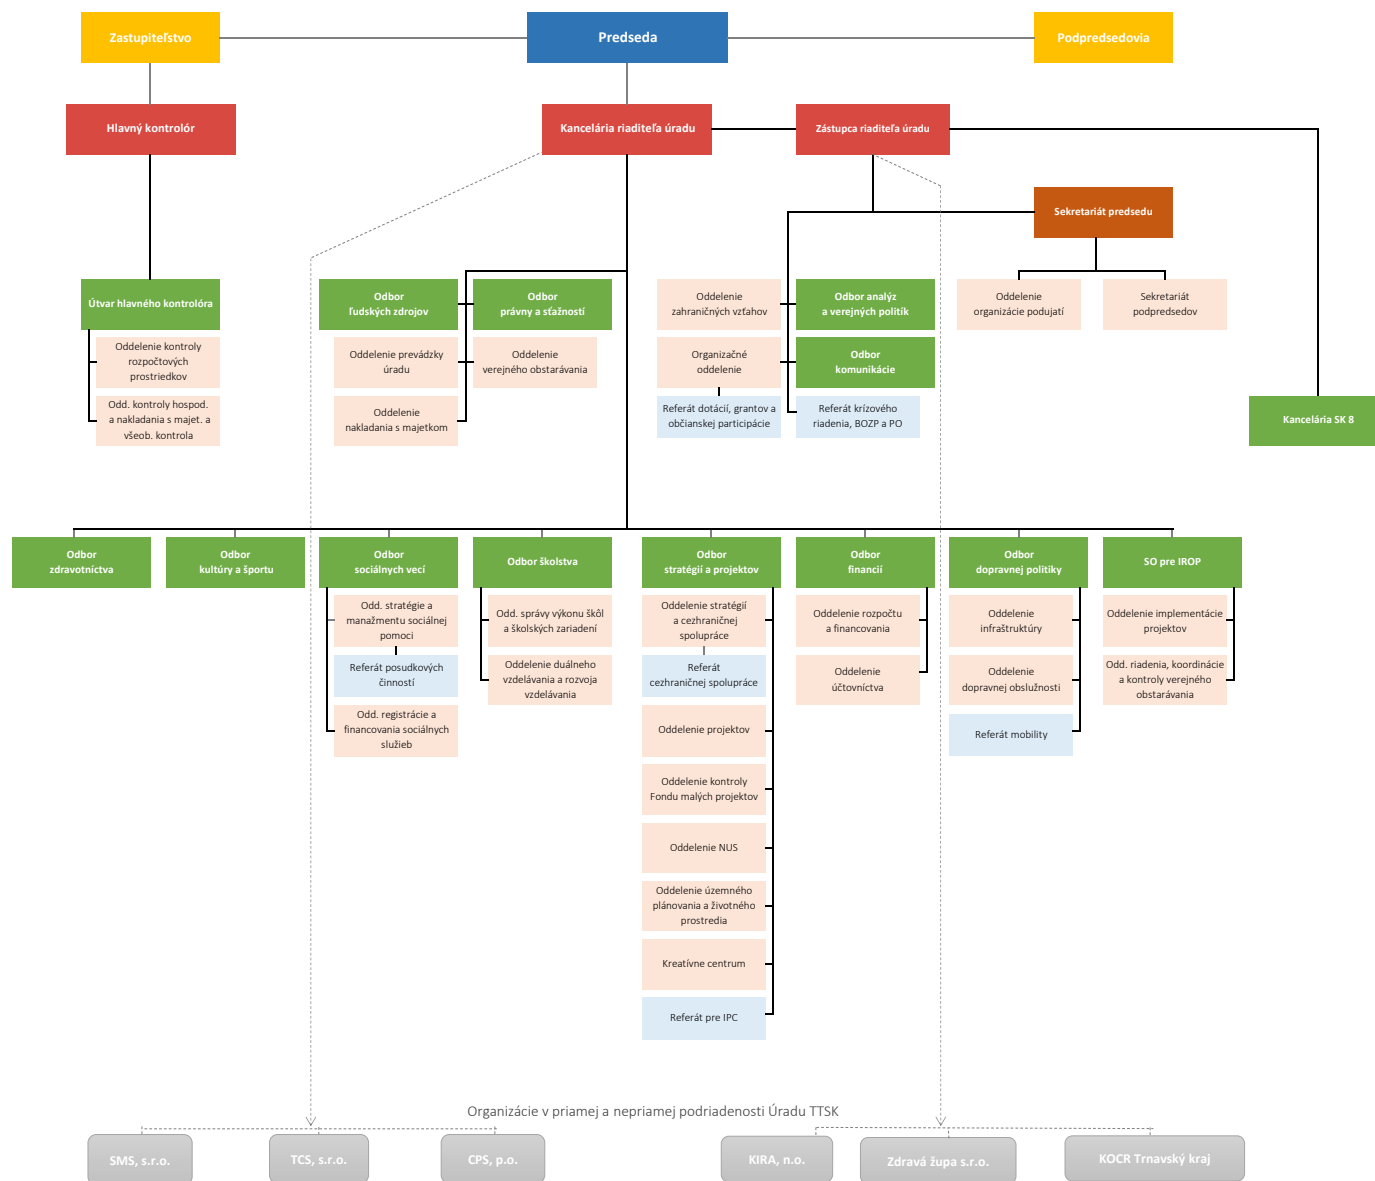 Zastupiteľstvo
Predseda
Podpredsedovia
Hlavný kontrolór
Kancelária riaditeľa úradu
Zástupca riaditeľa úradu
Sekretariát predsedu
Útvar hlavného kontrolóra
Oddelenie kontroly
rozpočtových
prostriedkov
Odd. kontroly hospod.
a nakladania s majet. a
všeob. kontrola
Odbor
ľudských zdrojov
Odbor
právny a sťažností
Oddelenie prevádzky
úradu
Oddelenie
verejného obstarávania
Oddelenie
nakladania s majetkom
Oddelenie
zahraničných vzťahov
Odbor analýz
a verejných politík
Organizačné
oddelenie
Odbor
komunikácie
Referát dotácií, grantov a
občianskej participácie
Referát krízového
riadenia, BOZP a PO
Oddelenie
organizácie podujatí
Sekretariát
podpredsedov
Kancelária SK 8
Odbor
zdravotníctva
Odbor
kultúry a športu
Odbor
sociálnych vecí
Odbor školstva
Odbor
stratégií a projektov
Odbor
financií
Odbor
dopravnej politiky
SO pre IROP
Odd. stratégie a
manažmentu sociálnej
pomoci
Referát posudkových
činností
Odd. registrácie a
financovania sociálnych
služieb
Odd. správy výkonu škôl
a školských zariadení
Oddelenie duálneho
vzdelávania a rozvoja
vzdelávania
Oddelenie stratégií
a cezhraničnej
spolupráce
Referát
cezhraničnej spolupráce
Oddelenie projektov
Oddelenie kontroly
Fondu malých projektov
Oddelenie NUS
Oddelenie územného
plánovania a životného
prostredia
Kreatívne centrum
Referát pre IPC
Oddelenie rozpočtu
a financovania
Oddelenie
účtovníctva
Oddelenie
infraštruktúry
Oddelenie
dopravnej obslužnosti
Referát mobility
Oddelenie implementácie
projektov
Odd. riadenia, koordinácie
a kontroly verejného
obstarávania
Organizácie v priamej a nepriamej podriadenosti Úradu TTSK
SMS, s.r.o.
TCS, s.r.o.
CPS, p.o.
KIRA, n.o.
Zdravá župa s.r.o.
KOCR Trnavský kraj